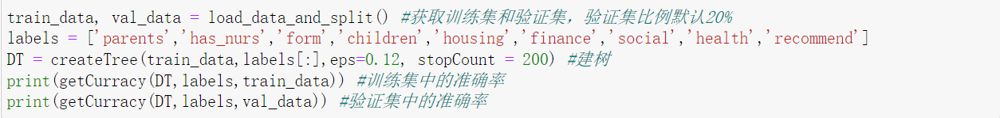 train_data, val_data = load_data_and_split() #获取训练集和验证集，验证集比例默认20%
labels = ['parents','has_nurs','form','children','housing','finance','social','health','recommend']
DT = createTree(train_data,labels[:],eps=0.12, stopCount = 200) #建树
print(getCurracy(DT,labels,train_data)) #训练集中的准确率
print(getCurracy(DT,labels,val_data)) #验证集中的准确率